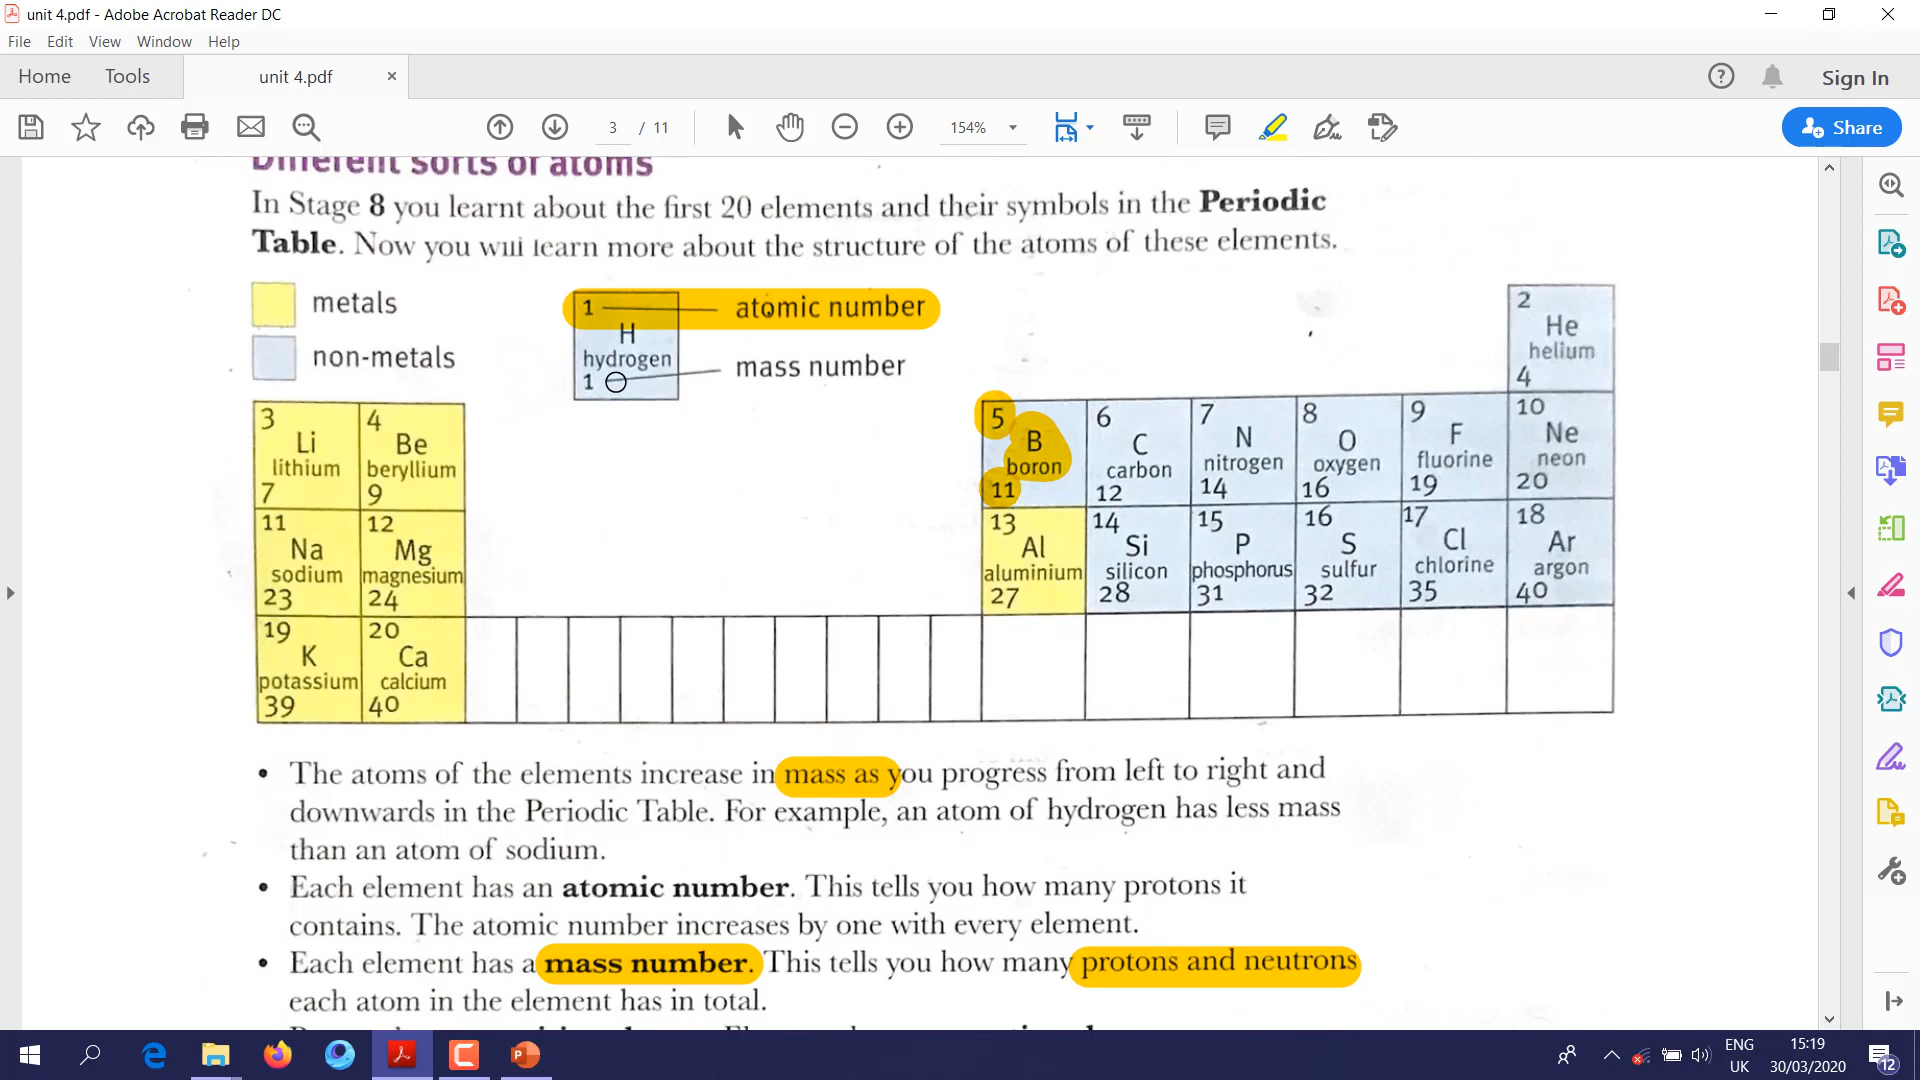 unit 4.pdf - Adobe Acrobat Reader DC
File Edit View Window Help
Home Tools unit 4.pdf × Sign In
3 / 11 154% Share
Different sorts of atoms
In Stage 8 you learnt about the first 20 elements and their symbols in the Periodic
Table. Now you will learn more about the structure of the atoms of these elements.
metals
non-metals
1 atomic number
H
hydrogen
1 mass number
2
He
helium
4
3
Li
lithium
7
4
Be
beryllium
9
5
B
boron
11
6
C
carbon
12
7
N
nitrogen
14
8
O
oxygen
16
9
F
fluorine
19
10
Ne
neon
20
11
Na
sodium
23
12
Mg
magnesium
24
13
Al
aluminium
27
14
Si
silicon
28
15
P
phosphorus
31
16
S
sulfur
32
17
Cl
chlorine
35
18
Ar
argon
40
19
K
potassium
39
20
Ca
calcium
40
• The atoms of the elements increase in mass as you progress from left to right and
downwards in the Periodic Table. For example, an atom of hydrogen has less mass
than an atom of sodium.
• Each element has an atomic number. This tells you how many protons it
contains. The atomic number increases by one with every element.
• Each element has a mass number. This tells you how many protons and neutrons
each atom in the element has in total.
ENG
UK
15:19
30/03/2020
12